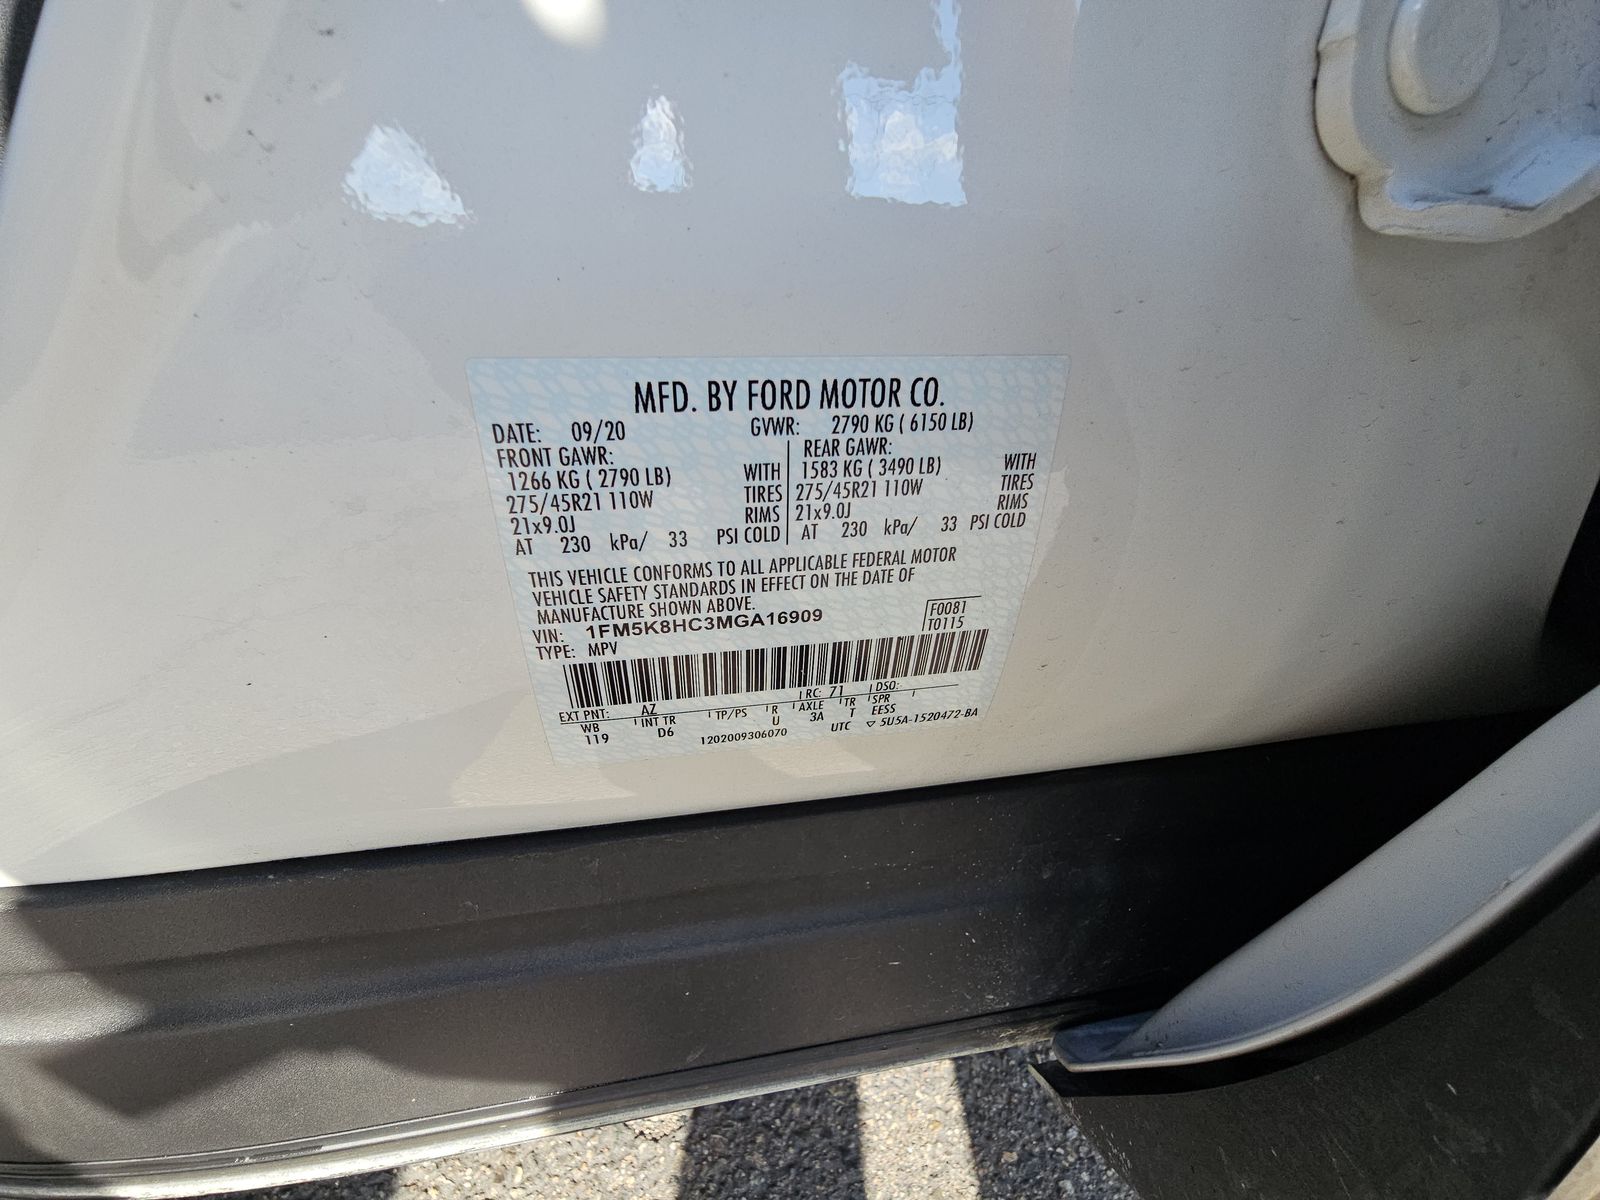 MFD. BY FORD MOTOR CO.
DATE: 09/20 GVWR: 2790 KG ( 6150 LB)
FRONT GAWR: REAR GAWR:
1266 KG ( 2790 LB) WITH 1583 KG ( 3490 LB) WITH
275/45R21 110W TIRES 275/45R21 110W TIRES
21x9.0J RIMS 21x9.0J RIMS
AT 230 kPa/ 33 PSI COLD AT 230 kPa/ 33 PSI COLD
THIS VEHICLE CONFORMS TO ALL APPLICABLE FEDERAL MOTOR
VEHICLE SAFETY STANDARDS IN EFFECT ON THE DATE OF
MANUFACTURE SHOWN ABOVE.
VIN: 1FM5K8HC3MGA16909 F0081
TYPE: MPV T0115
EXT PNT: AZ RC: 71 DSO:
WB INT TR TP/PS R AXLE TR SPR
119 D6 U 3A T EESS
1202009306070 UTC ▽ 5U5A-1520472-BA